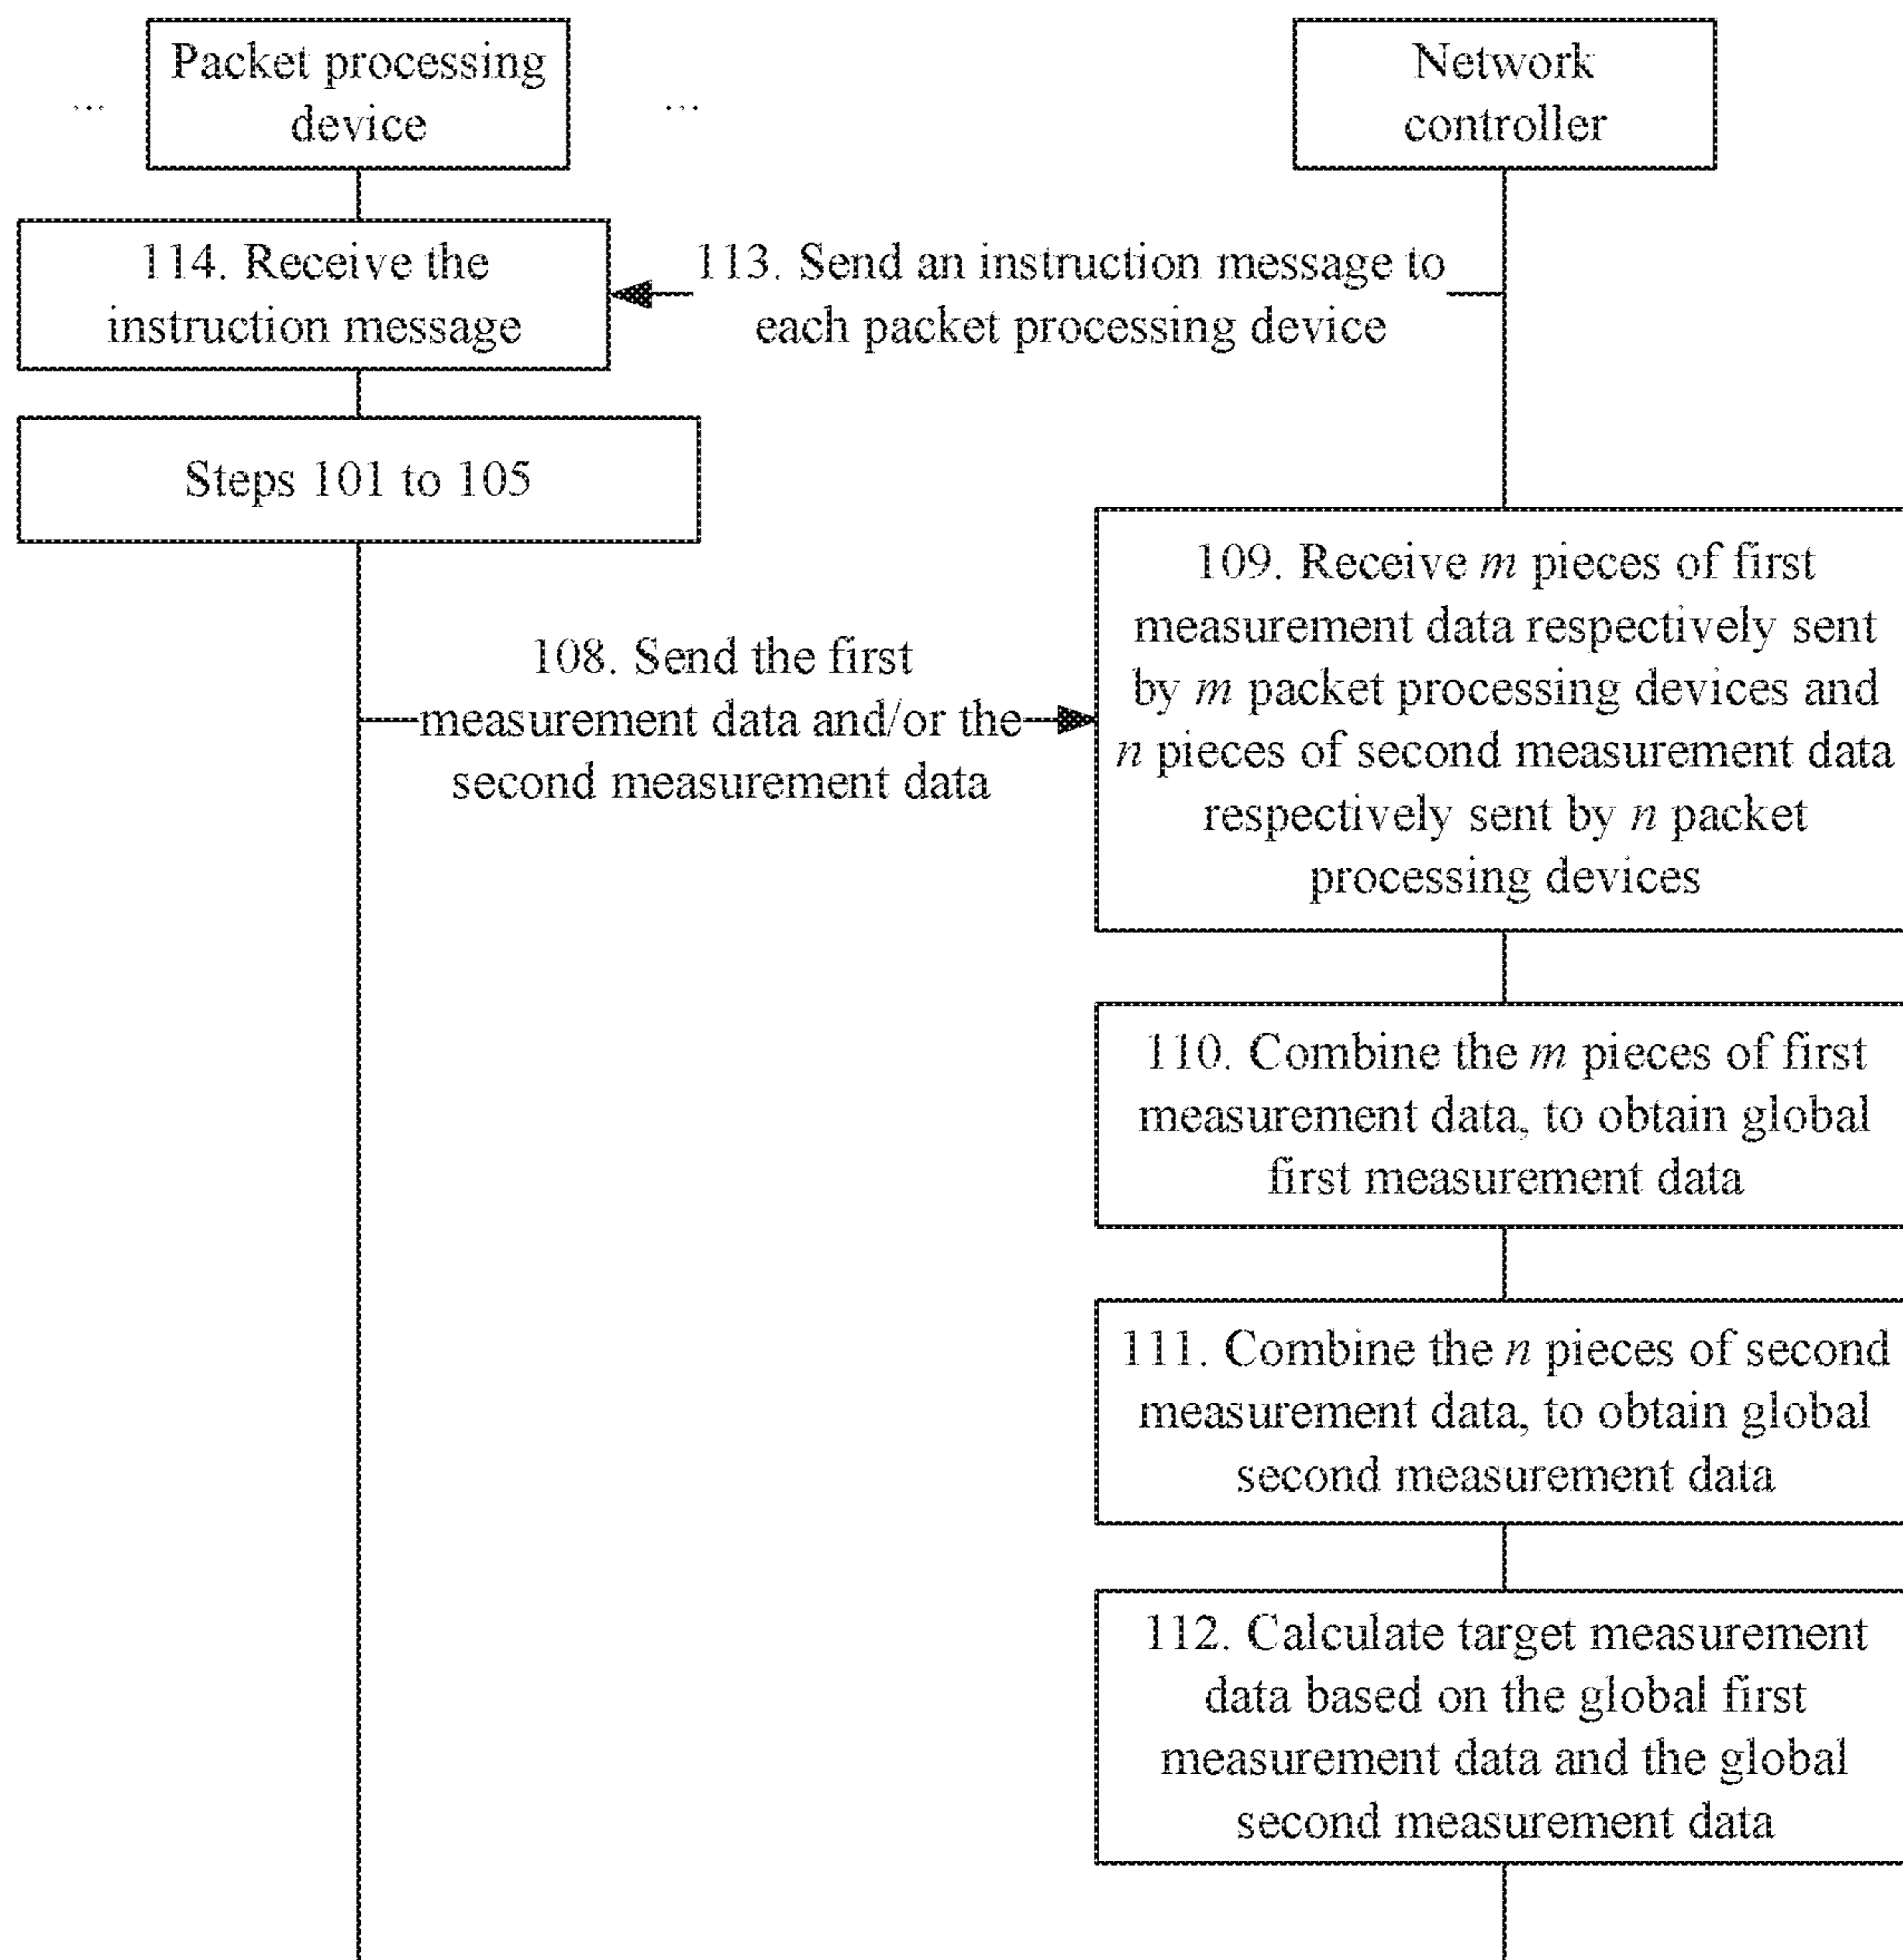 ... Packet processing device ...
Network controller
114. Receive the
instruction message
113. Send an instruction message to
each packet processing device
Steps 101 to 105
108. Send the first
measurement data and/or the
second measurement data
109. Receive m pieces of first
measurement data respectively sent
by m packet processing devices and
n pieces of second measurement data
respectively sent by n packet
processing devices
110. Combine the m pieces of first
measurement data, to obtain global
first measurement data
111. Combine the n pieces of second
measurement data, to obtain global
second measurement data
112. Calculate target measurement
data based on the global first
measurement data and the global
second measurement data